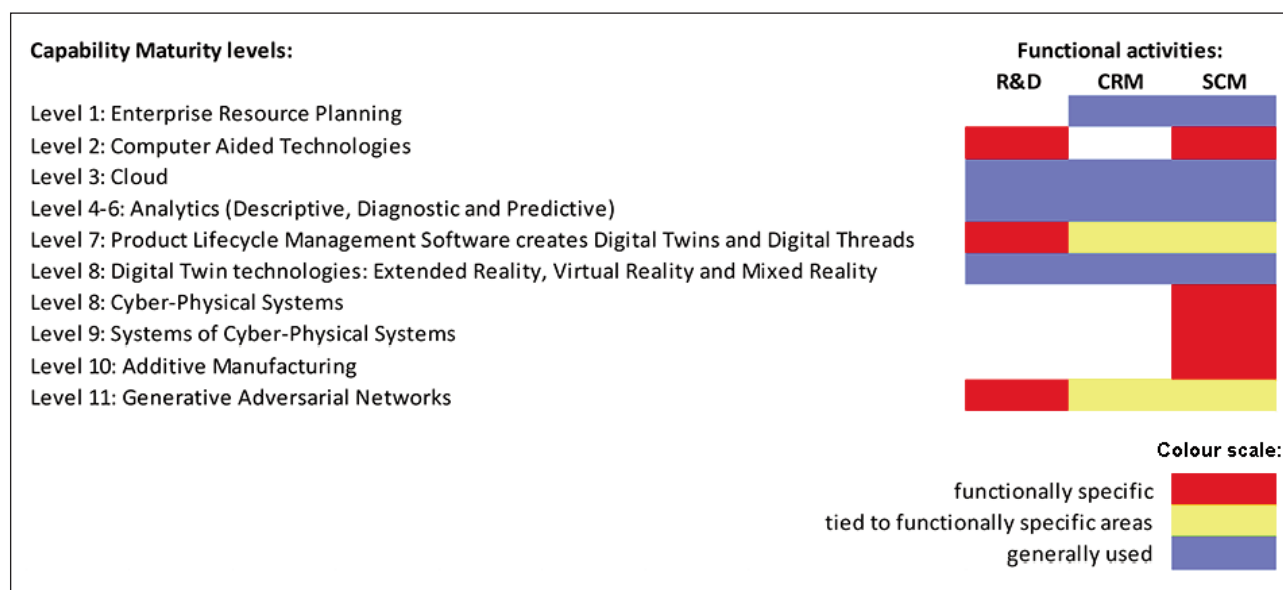 Capability Maturity levels: Functional activities:
R&D CRM SCM
Level 1: Enterprise Resource Planning
Level 2: Computer Aided Technologies
Level 3: Cloud
Level 4-6: Analytics (Descriptive, Diagnostic and Predictive)
Level 7: Product Lifecycle Management Software creates Digital Twins and Digital Threads
Level 8: Digital Twin technologies: Extended Reality, Virtual Reality and Mixed Reality
Level 8: Cyber-Physical Systems
Level 9: Systems of Cyber-Physical Systems
Level 10: Additive Manufacturing
Level 11: Generative Adversarial Networks
Colour scale:
functionally specific
tied to functionally specific areas
generally used